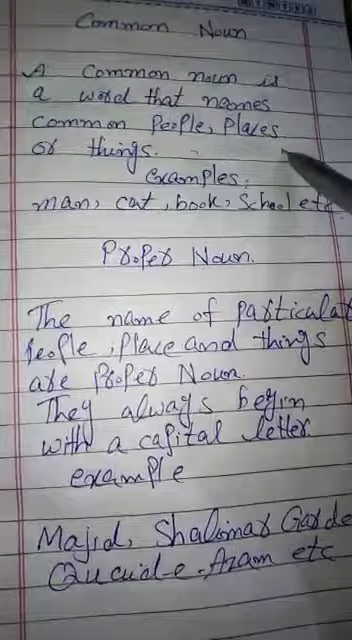 Common Noun
A Common noun is
a word that names
common People, Places
or things.
examples:
man, cat, book, School etc.
Proper Noun.
The name of particular
People, Place and things
are Proper Noun.
They always begin
with a capital letter.
example
Majid, Shalimar Garde
Quaid-e-Azam etc